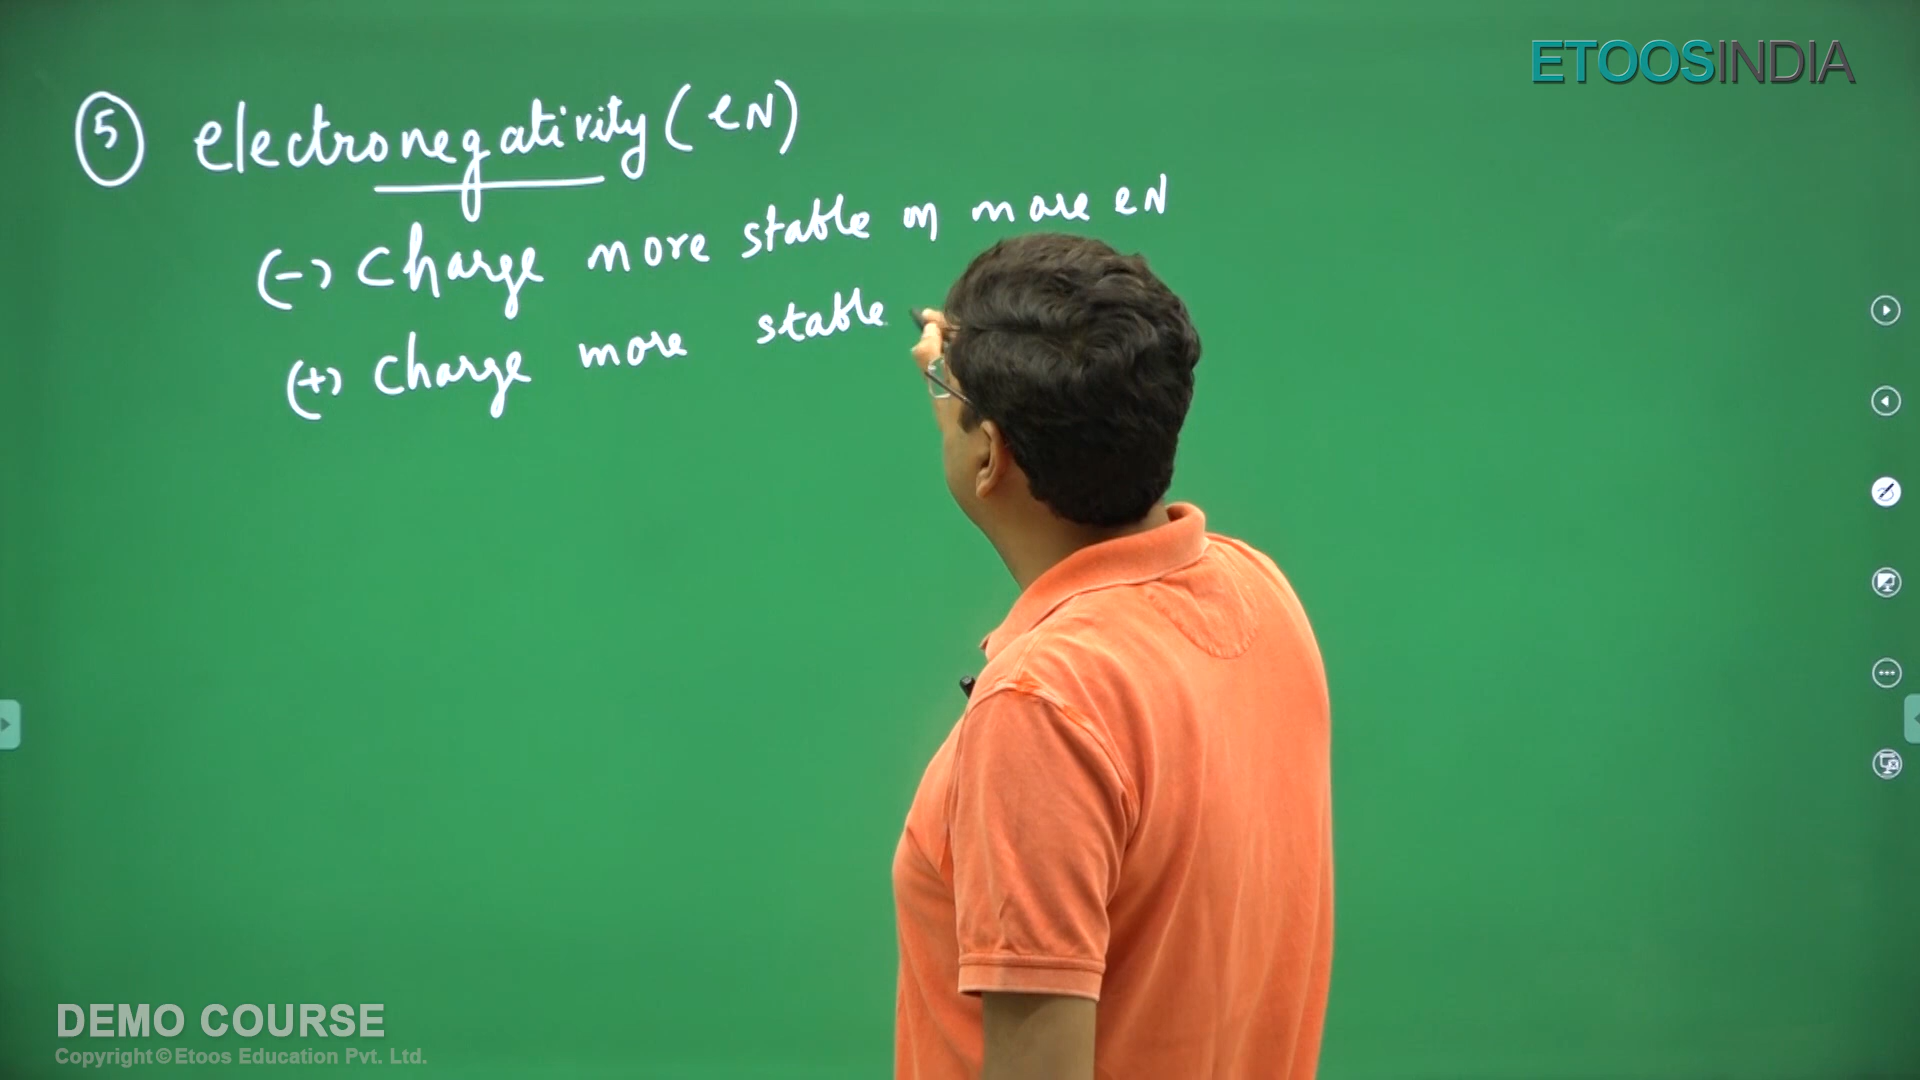 ETOOSINDIA
5 electronegativity (eN)
(-) charge more stable on more eN
(+) charge more stable
DEMO COURSE
Copyright © Etoos Education Pvt. Ltd.